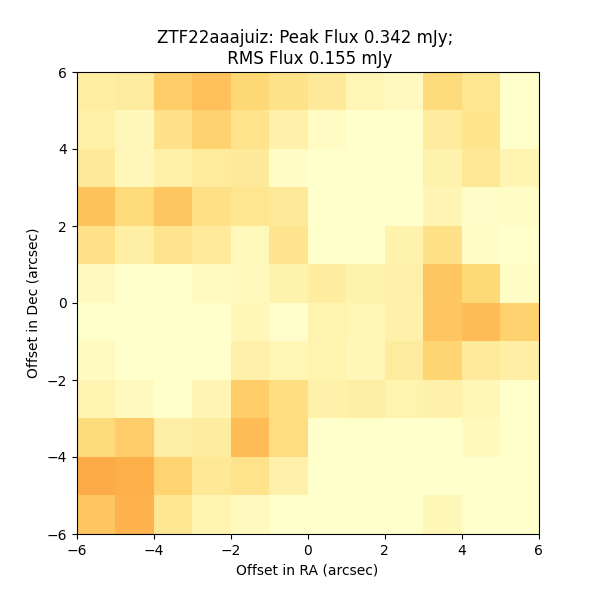 ZTF22aaajuiz: Peak Flux 0.342 mJy;
RMS Flux 0.155 mJy
6
4
2
0
−2
−4
−6
Offset in Dec (arcsec)
−6 −4 −2 0 2 4 6
Offset in RA (arcsec)